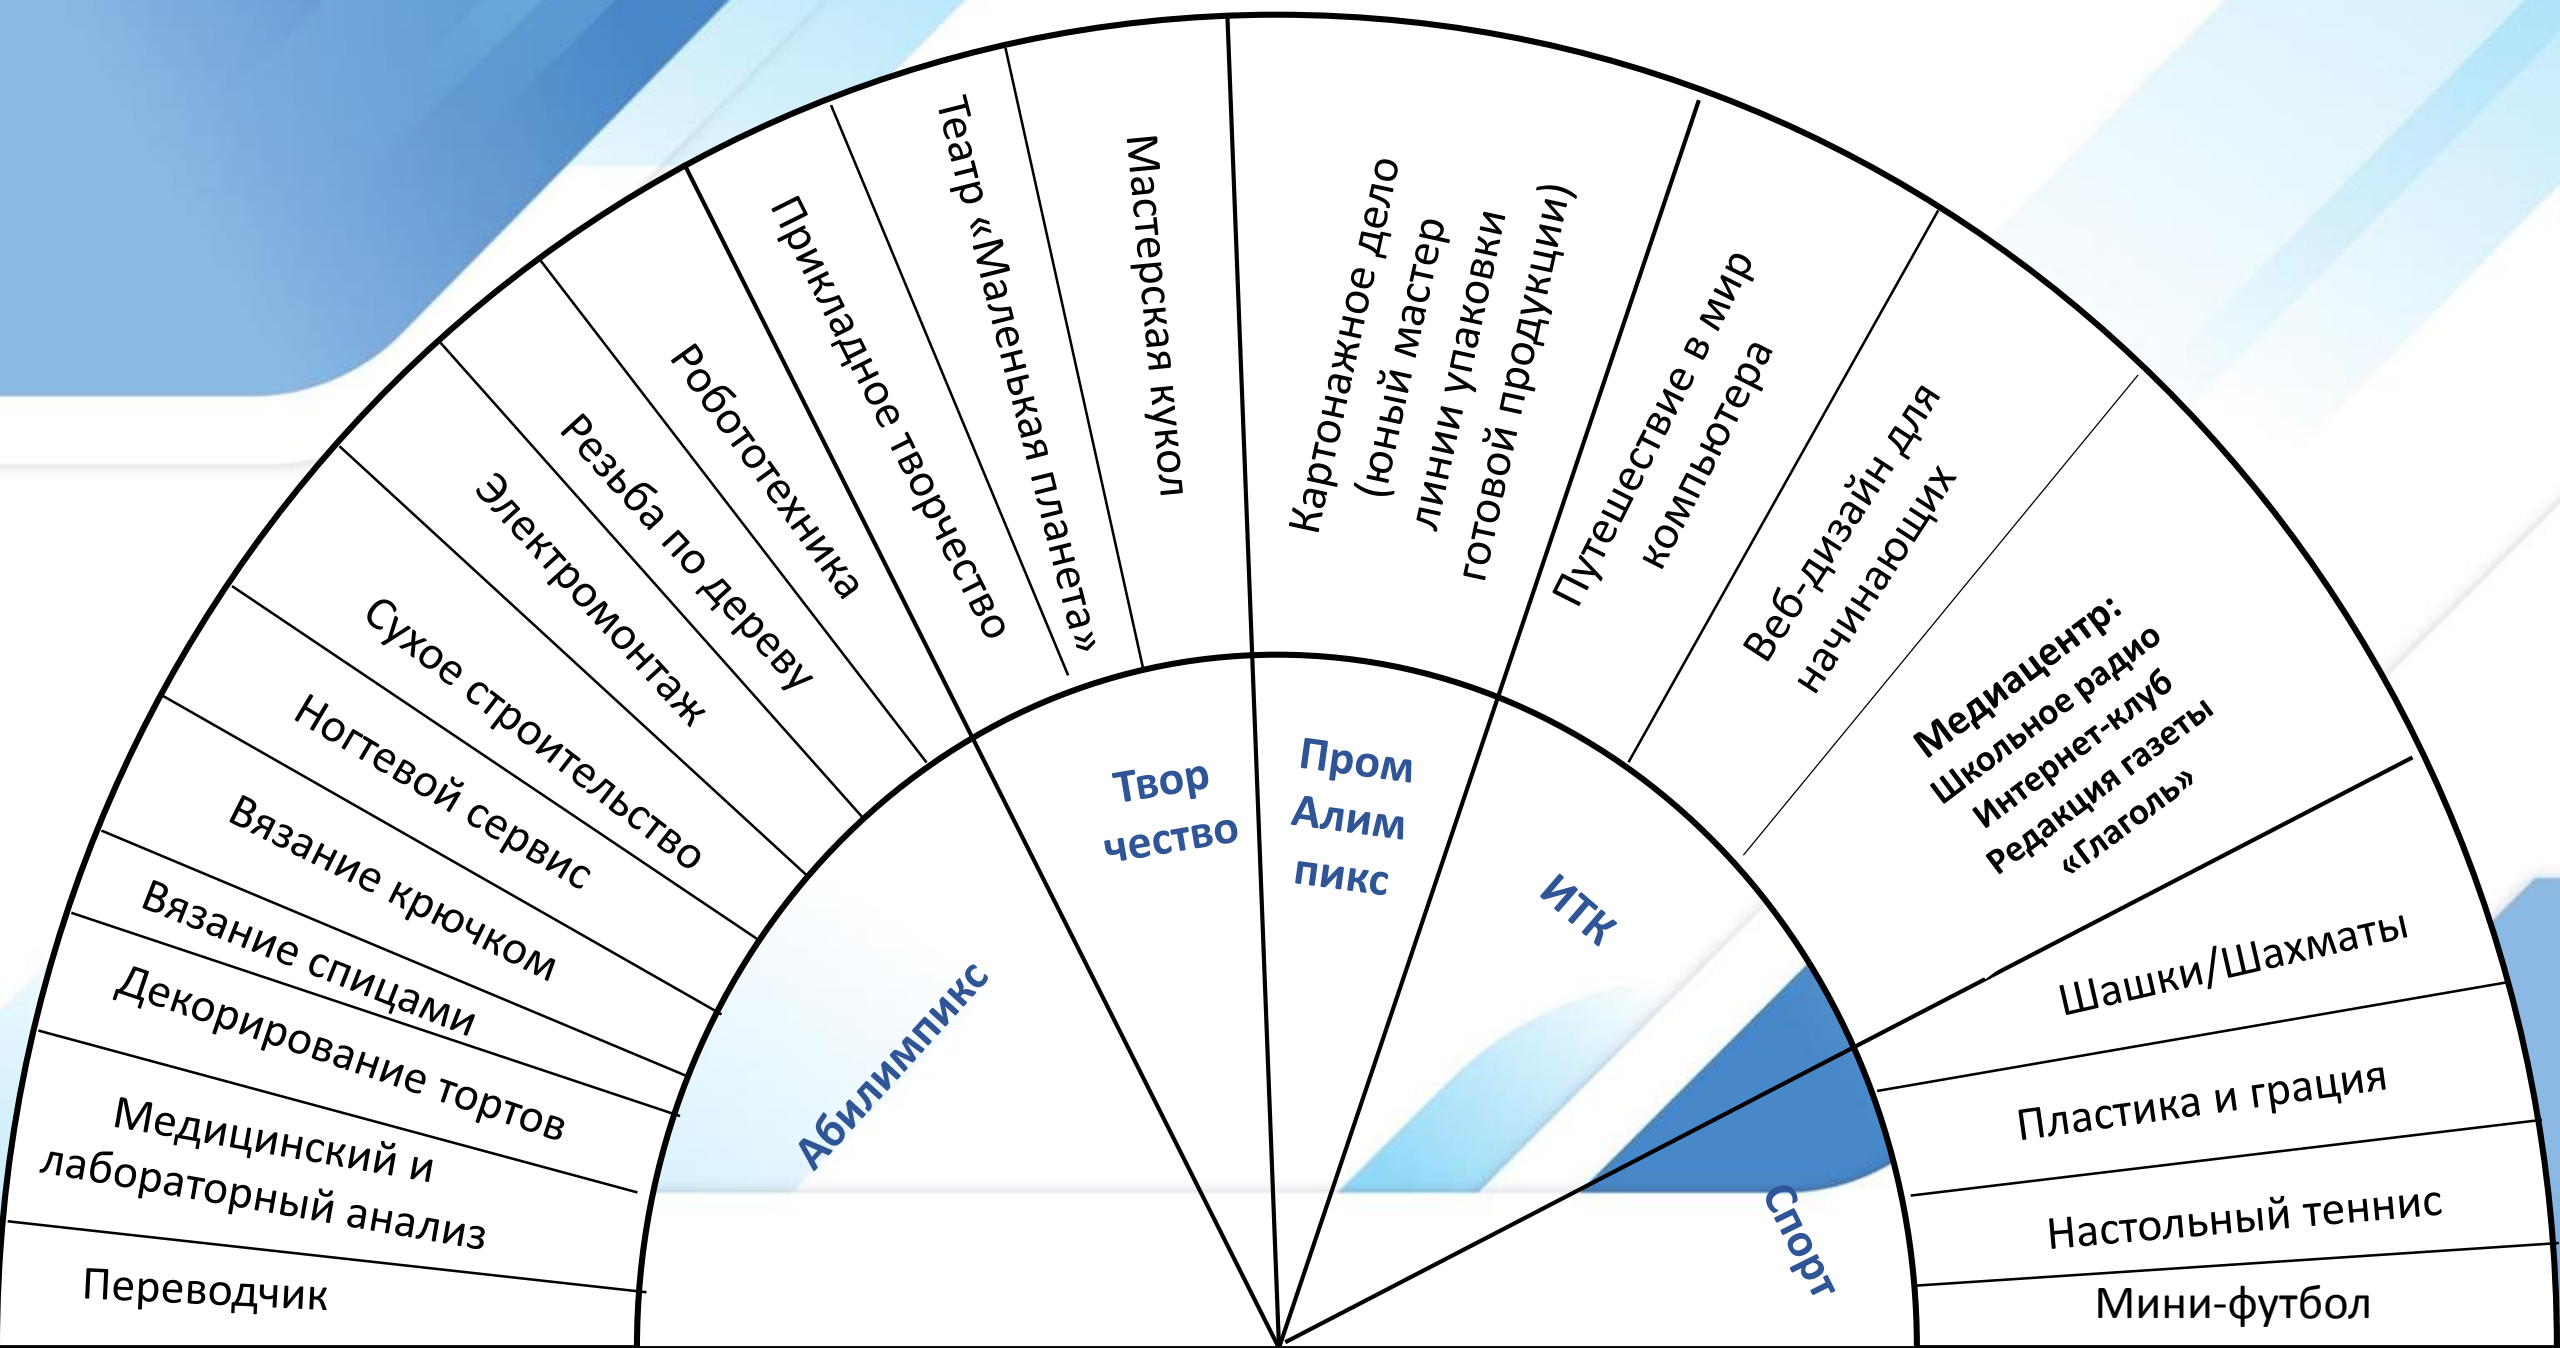 Переводчик
Медицинский и
лабораторный анализ
Декорирование тортов
Вязание спицами
Вязание крючком
Ногтевой сервис
Сухое строительство
Электромонтаж
Резьба по дереву
Робототехника
Прикладное творчество
Театр «Маленькая планета»
Мастерская кукол
Картонажное дело
(юный мастер
линии упаковки
готовой продукции)
Путешествие в мир
компьютера
Веб-дизайн для
начинающих
Медиацентр:
Школьное радио
Интернет-клуб
Редакция газеты
«Глаголь»
Шашки/Шахматы
Пластика и грация
Настольный теннис
Мини-футбол
Абилимпикс
Твор
чество
Пром
Алим
пикс
ИТК
Спорт